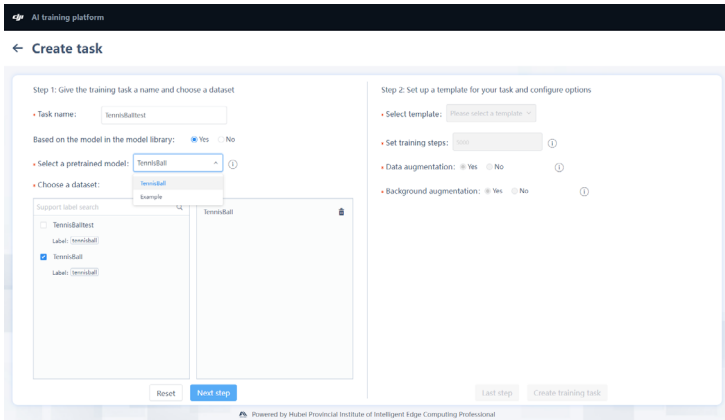 dji AI training platform
← Create task
Step 1: Give the training task a name and choose a dataset
Task name: TennisBalltest
Based on the model in the model library: Yes No
Select a pretrained model: TennisBall
TennisBall
Example
Choose a dataset:
Support label search
TennisBalltest
Label: tennisball
TennisBall
Label: tennisball
TennisBall
Reset Next step
Step 2: Set up a template for your task and configure options
Select template: Please select a template
Set training steps:
Data augmentation: Yes No
Background augmentation: Yes No
Last step Create training task
Powered by Hubei Provincial Institute of Intelligent Edge Computing Professional